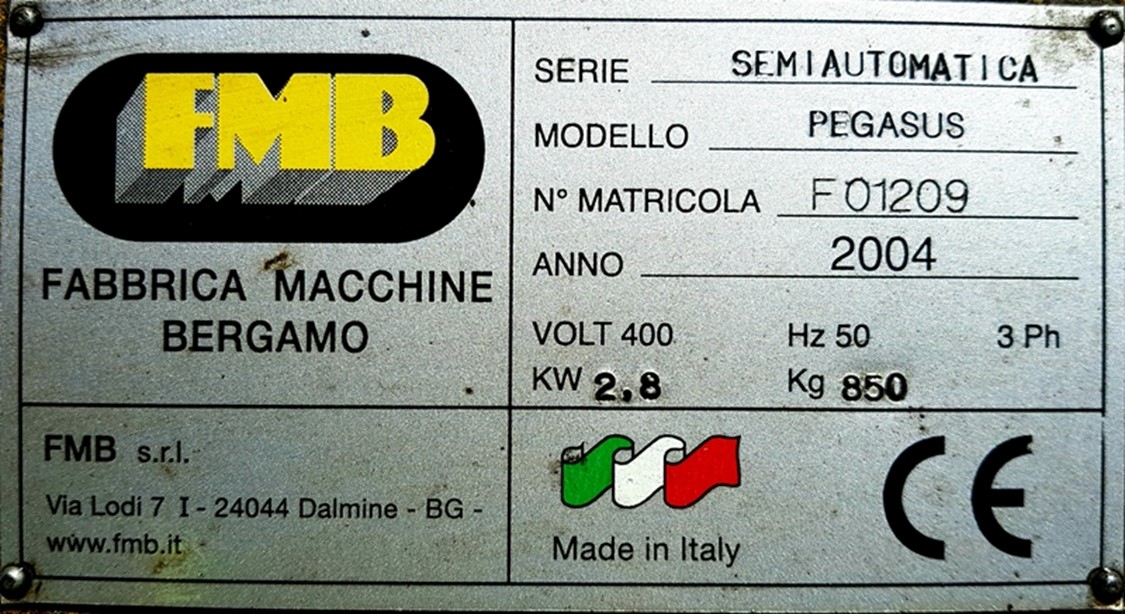 FMB
FABBRICA MACCHINE
BERGAMO
SERIE SEMIAUTOMATICA
MODELLO PEGASUS
N° MATRICOLA F01209
ANNO 2004
VOLT 400 Hz 50 3 Ph
KW 2,8 Kg 850
FMB s.r.l.
Via Lodi 7 I - 24044 Dalmine - BG -
www.fmb.it
Made in Italy
CE